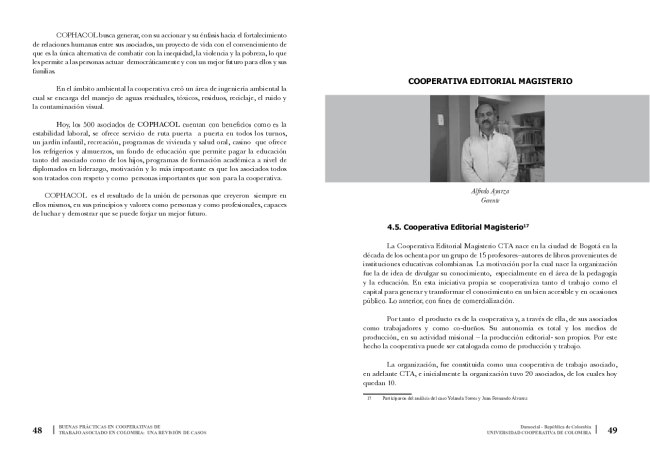 COPHACOL busca generar, con su accionar y su énfasis hacia el fortalecimiento
de relaciones humanas entre sus asociados, un proyecto de vida con el convencimiento de
que es la única alternativa de combatir con la inequidad, la violencia y la pobreza, lo que
les permite a las personas actuar democráticamente y con un mejor futuro para ellos y sus
familias.
En el ámbito ambiental la cooperativa creó un área de ingeniería ambiental la
cual se encarga del manejo de aguas residuales, tóxicos, residuos, reciclaje, el ruido y
la contaminación visual.
Hoy, los 500 asociados de COPHACOL cuentan con beneficios como es la
estabilidad laboral, se ofrece servicio de ruta puerta a puerta en todos los turnos,
un jardín infantil, recreación, programas de vivienda y salud oral, casino que ofrece
los refrigerios y almuerzos, un fondo de educación que permite pagar la educación
tanto del asociado como de los hijos, programas de formación académica a nivel de
diplomados en liderazgo, motivación y lo más importante es que los asociados todos
son tratados con respeto y como personas importantes que son para la cooperativa.
COPHACOL es el resultado de la unión de personas que creyeron siempre en
ellos mismos, en sus principios y valores como personas y como profesionales, capaces
de luchar y demostrar que se puede forjar un mejor futuro.
48 | BUENAS PRÁCTICAS EN COOPERATIVAS DE
TRABAJO ASOCIADO EN COLOMBIA: UNA REVISIÓN DE CASOS
COOPERATIVA EDITORIAL MAGISTERIO
Alfredo Ayarza
Gerente
4.5. Cooperativa Editorial Magisterio17
La Cooperativa Editorial Magisterio CTA nace en la ciudad de Bogotá en la
década de los ochenta por un grupo de 15 profesores–autores de libros provenientes de
instituciones educativas colombianas. La motivación por la cual nace la organización
fue la de idea de divulgar su conocimiento, especialmente en el área de la pedagogía
y la educación. En esta iniciativa propia se cooperativiza tanto el trabajo como el
capital para generar y transformar el conocimiento en un bien accesible y en ocasiones
público. Lo anterior, con fines de comercialización.
Por tanto el producto es de la cooperativa y, a través de ella, de sus asociados
como trabajadores y como co-dueños. Su autonomía es total y los medios de
producción, en su actividad misional – la producción editorial- son propios. Por este
hecho la cooperativa puede ser catalogada como de producción y trabajo.
La organización, fue constituida como una cooperativa de trabajo asociado,
en adelante CTA, e inicialmente la organización tuvo 20 asociados, de los cuales hoy
quedan 10.
17 Participaron del análisis del caso Yolanda Sierra y Juan Fernando Álvarez
Dansocial - República de Colombia
UNIVERSIDAD COOPERATIVA DE COLOMBIA | 49